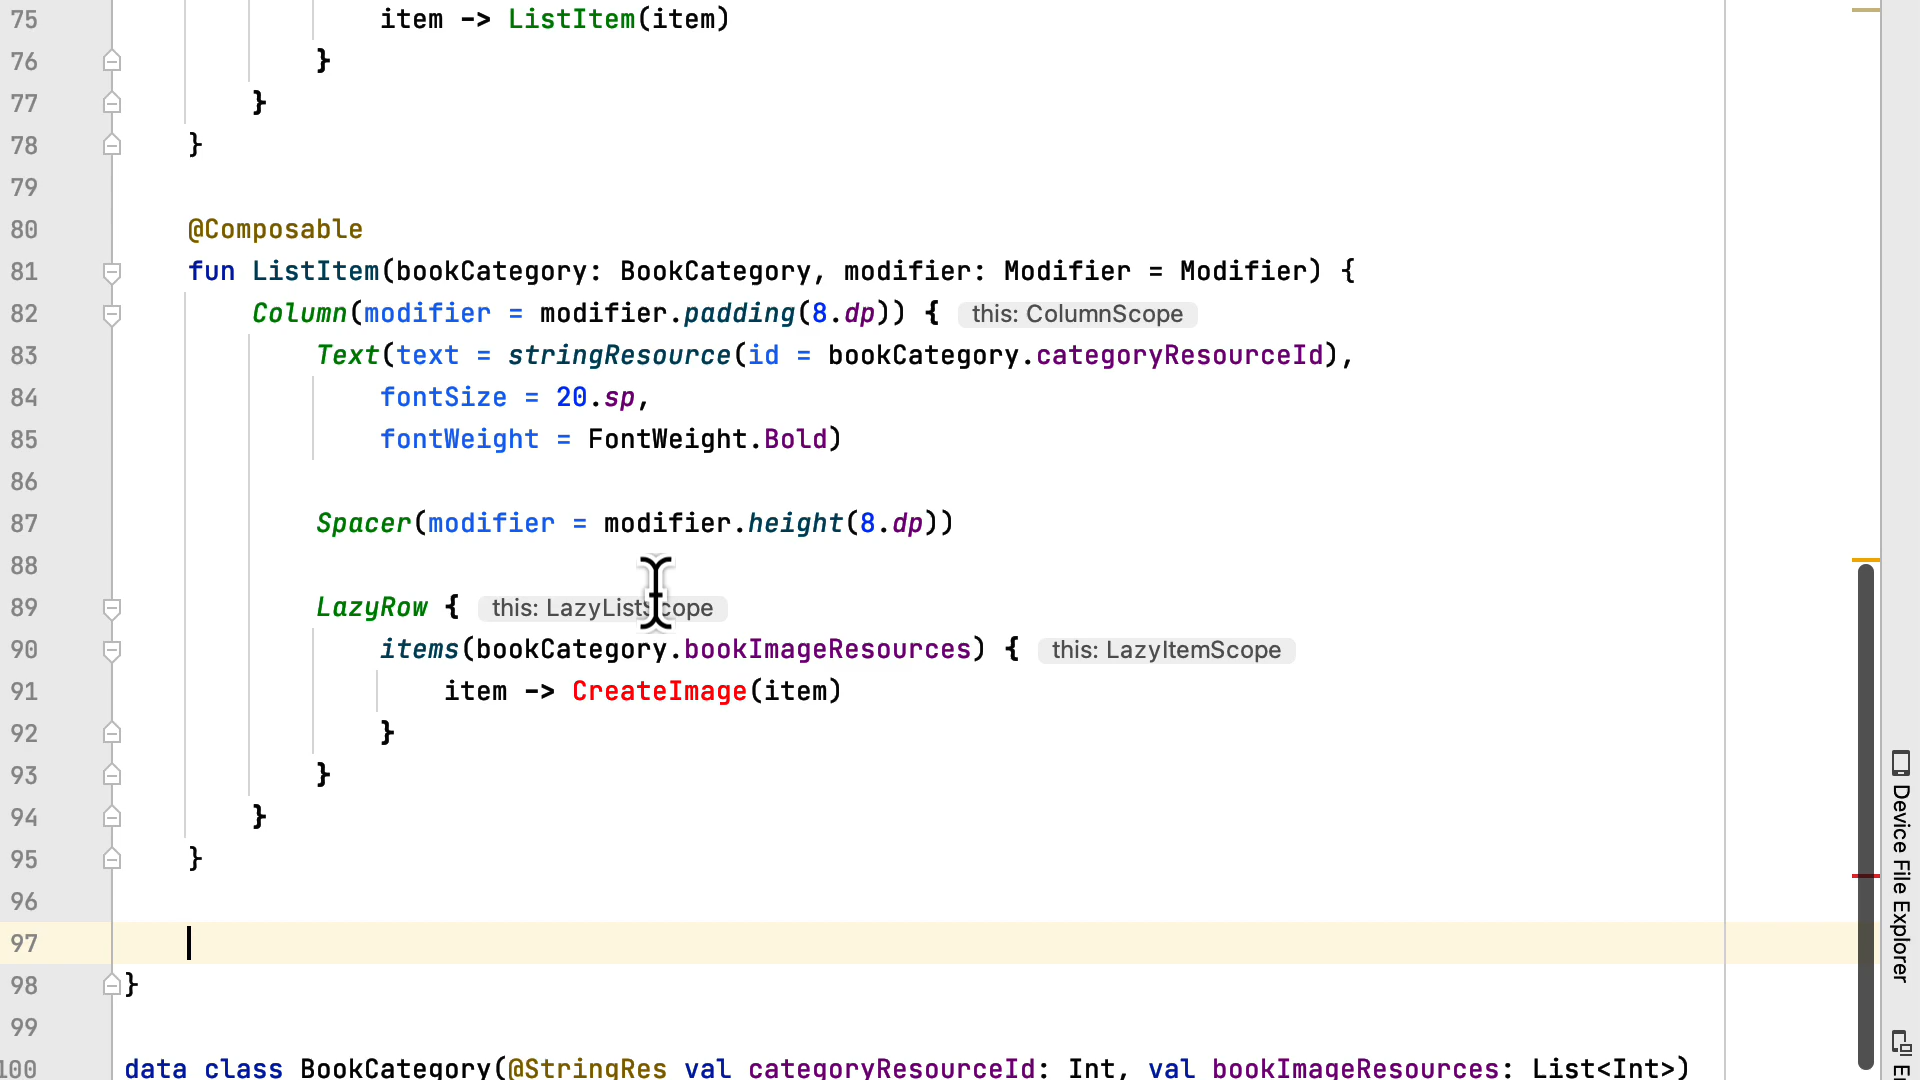 75 item -> ListItem(item)
76 }
77 }
78 }
79
80 @Composable
81 fun ListItem(bookCategory: BookCategory, modifier: Modifier = Modifier) {
82 Column(modifier = modifier.padding(8.dp)) { this: ColumnScope
83 Text(text = stringResource(id = bookCategory.categoryResourceId),
84 fontSize = 20.sp,
85 fontWeight = FontWeight.Bold)
86
87 Spacer(modifier = modifier.height(8.dp))
88
89 LazyRow { this: LazyListScope
90 items(bookCategory.bookImageResources) { this: LazyItemScope
91 item -> CreateImage(item)
92 }
93 }
94 }
95 }
96
97
98 }
99
100 data class BookCategory(@StringRes val categoryResourceId: Int, val bookImageResources: List<Int>)
Device File Explorer